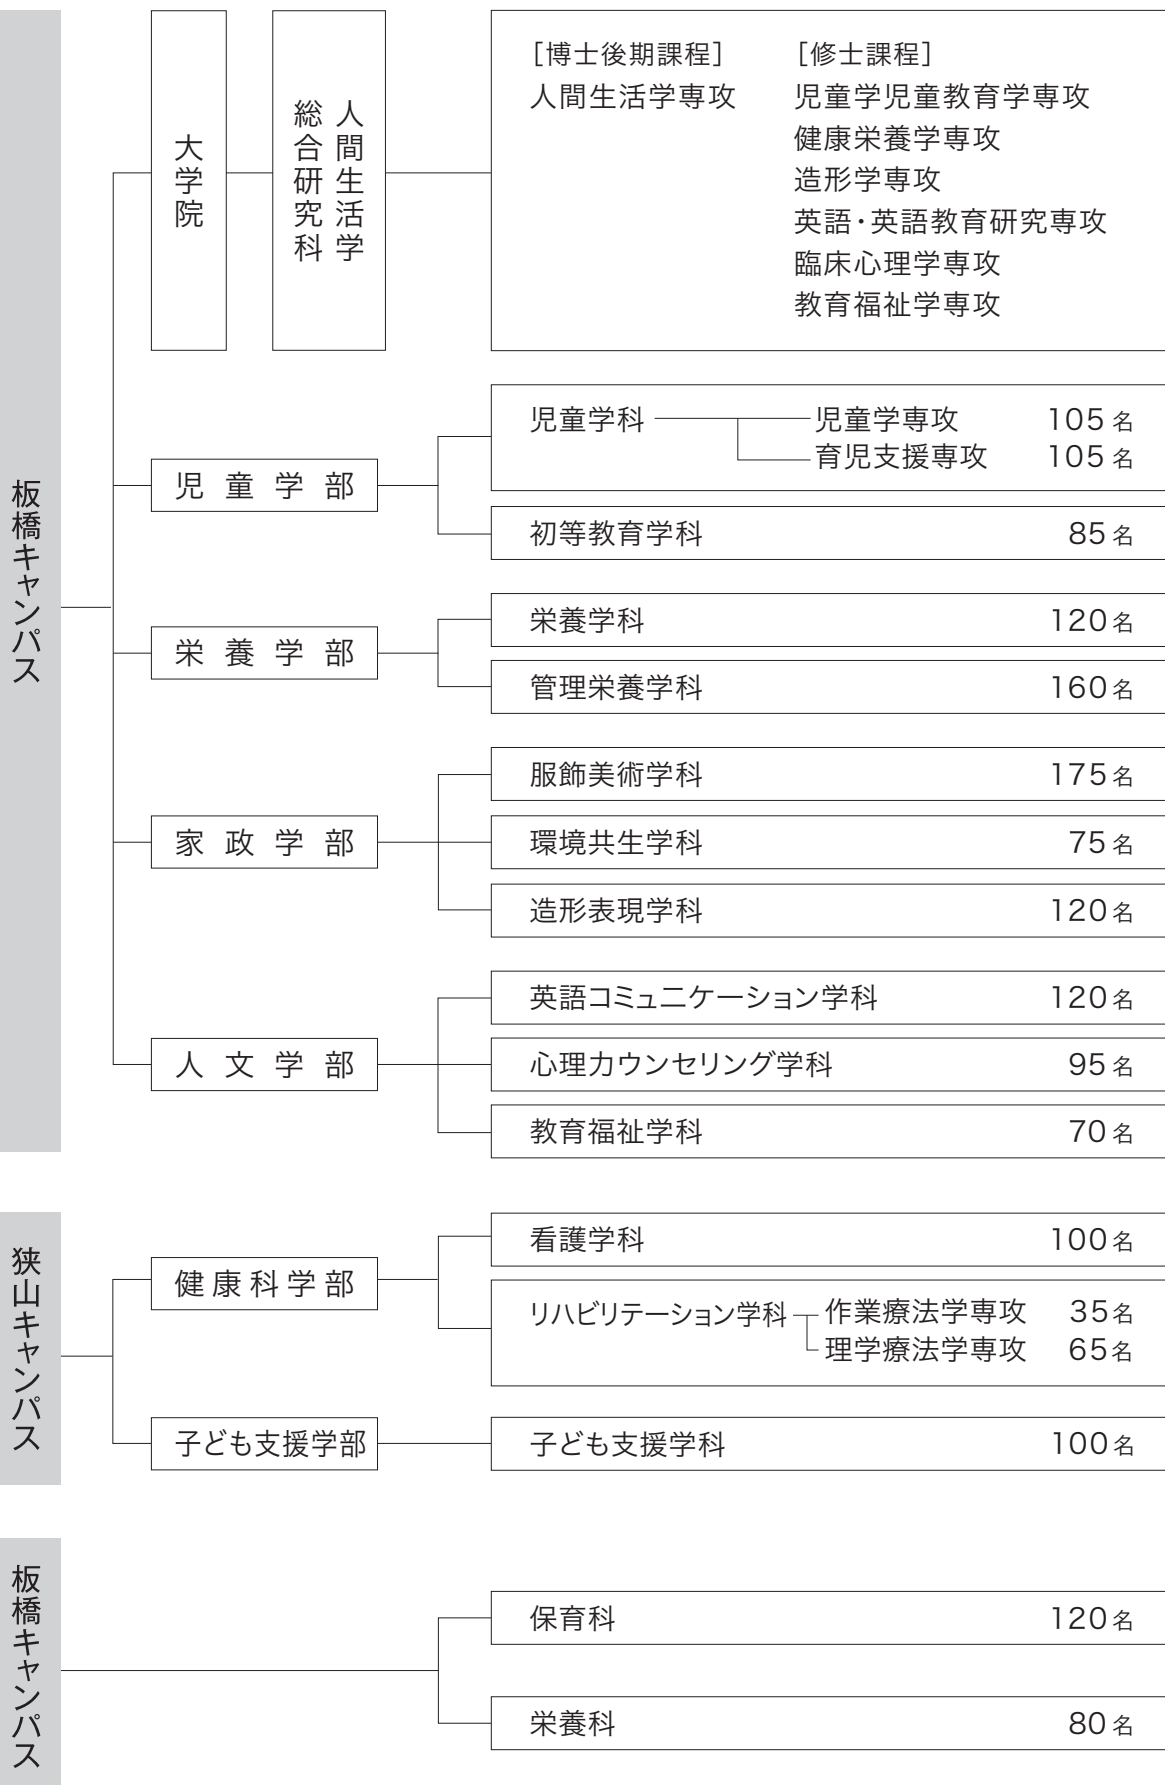 板橋キャンパス
大学院
人間生活学
総合研究科
［博士後期課程］
人間生活学専攻
［修士課程］
児童学児童教育学専攻
健康栄養学専攻
造形学専攻
英語・英語教育研究専攻
臨床心理学専攻
教育福祉学専攻
児童学部
児童学科 児童学専攻 105名
育児支援専攻 105名
初等教育学科 85名
栄養学部
栄養学科 120名
管理栄養学科 160名
家政学部
服飾美術学科 175名
環境共生学科 75名
造形表現学科 120名
人文学部
英語コミュニケーション学科 120名
心理カウンセリング学科 95名
教育福祉学科 70名
狭山キャンパス
健康科学部
看護学科 100名
リハビリテーション学科 作業療法学専攻 35名
理学療法学専攻 65名
子ども支援学部
子ども支援学科 100名
板橋キャンパス
保育科 120名
栄養科 80名